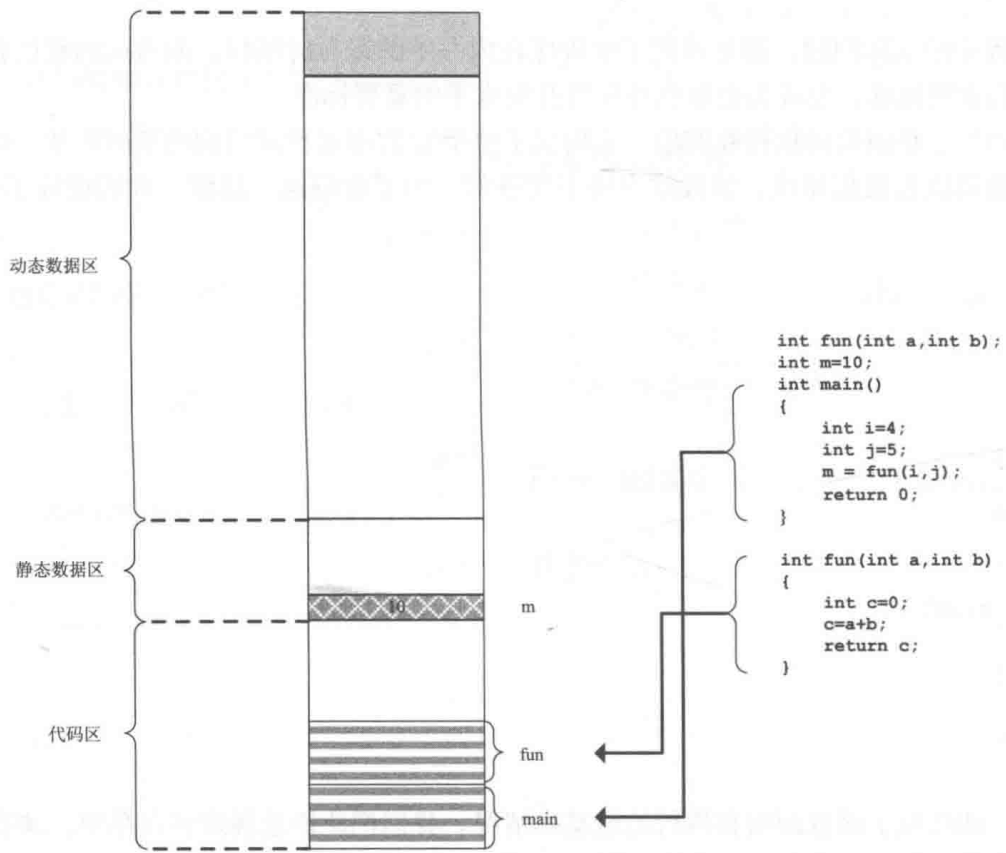 动态数据区
静态数据区
代码区
10
m
fun
main
int fun(int a,int b);
int m=10;
int main()
{
int i=4;
int j=5;
m = fun(i,j);
return 0;
}
int fun(int a,int b)
{
int c=0;
c=a+b;
return c;
}